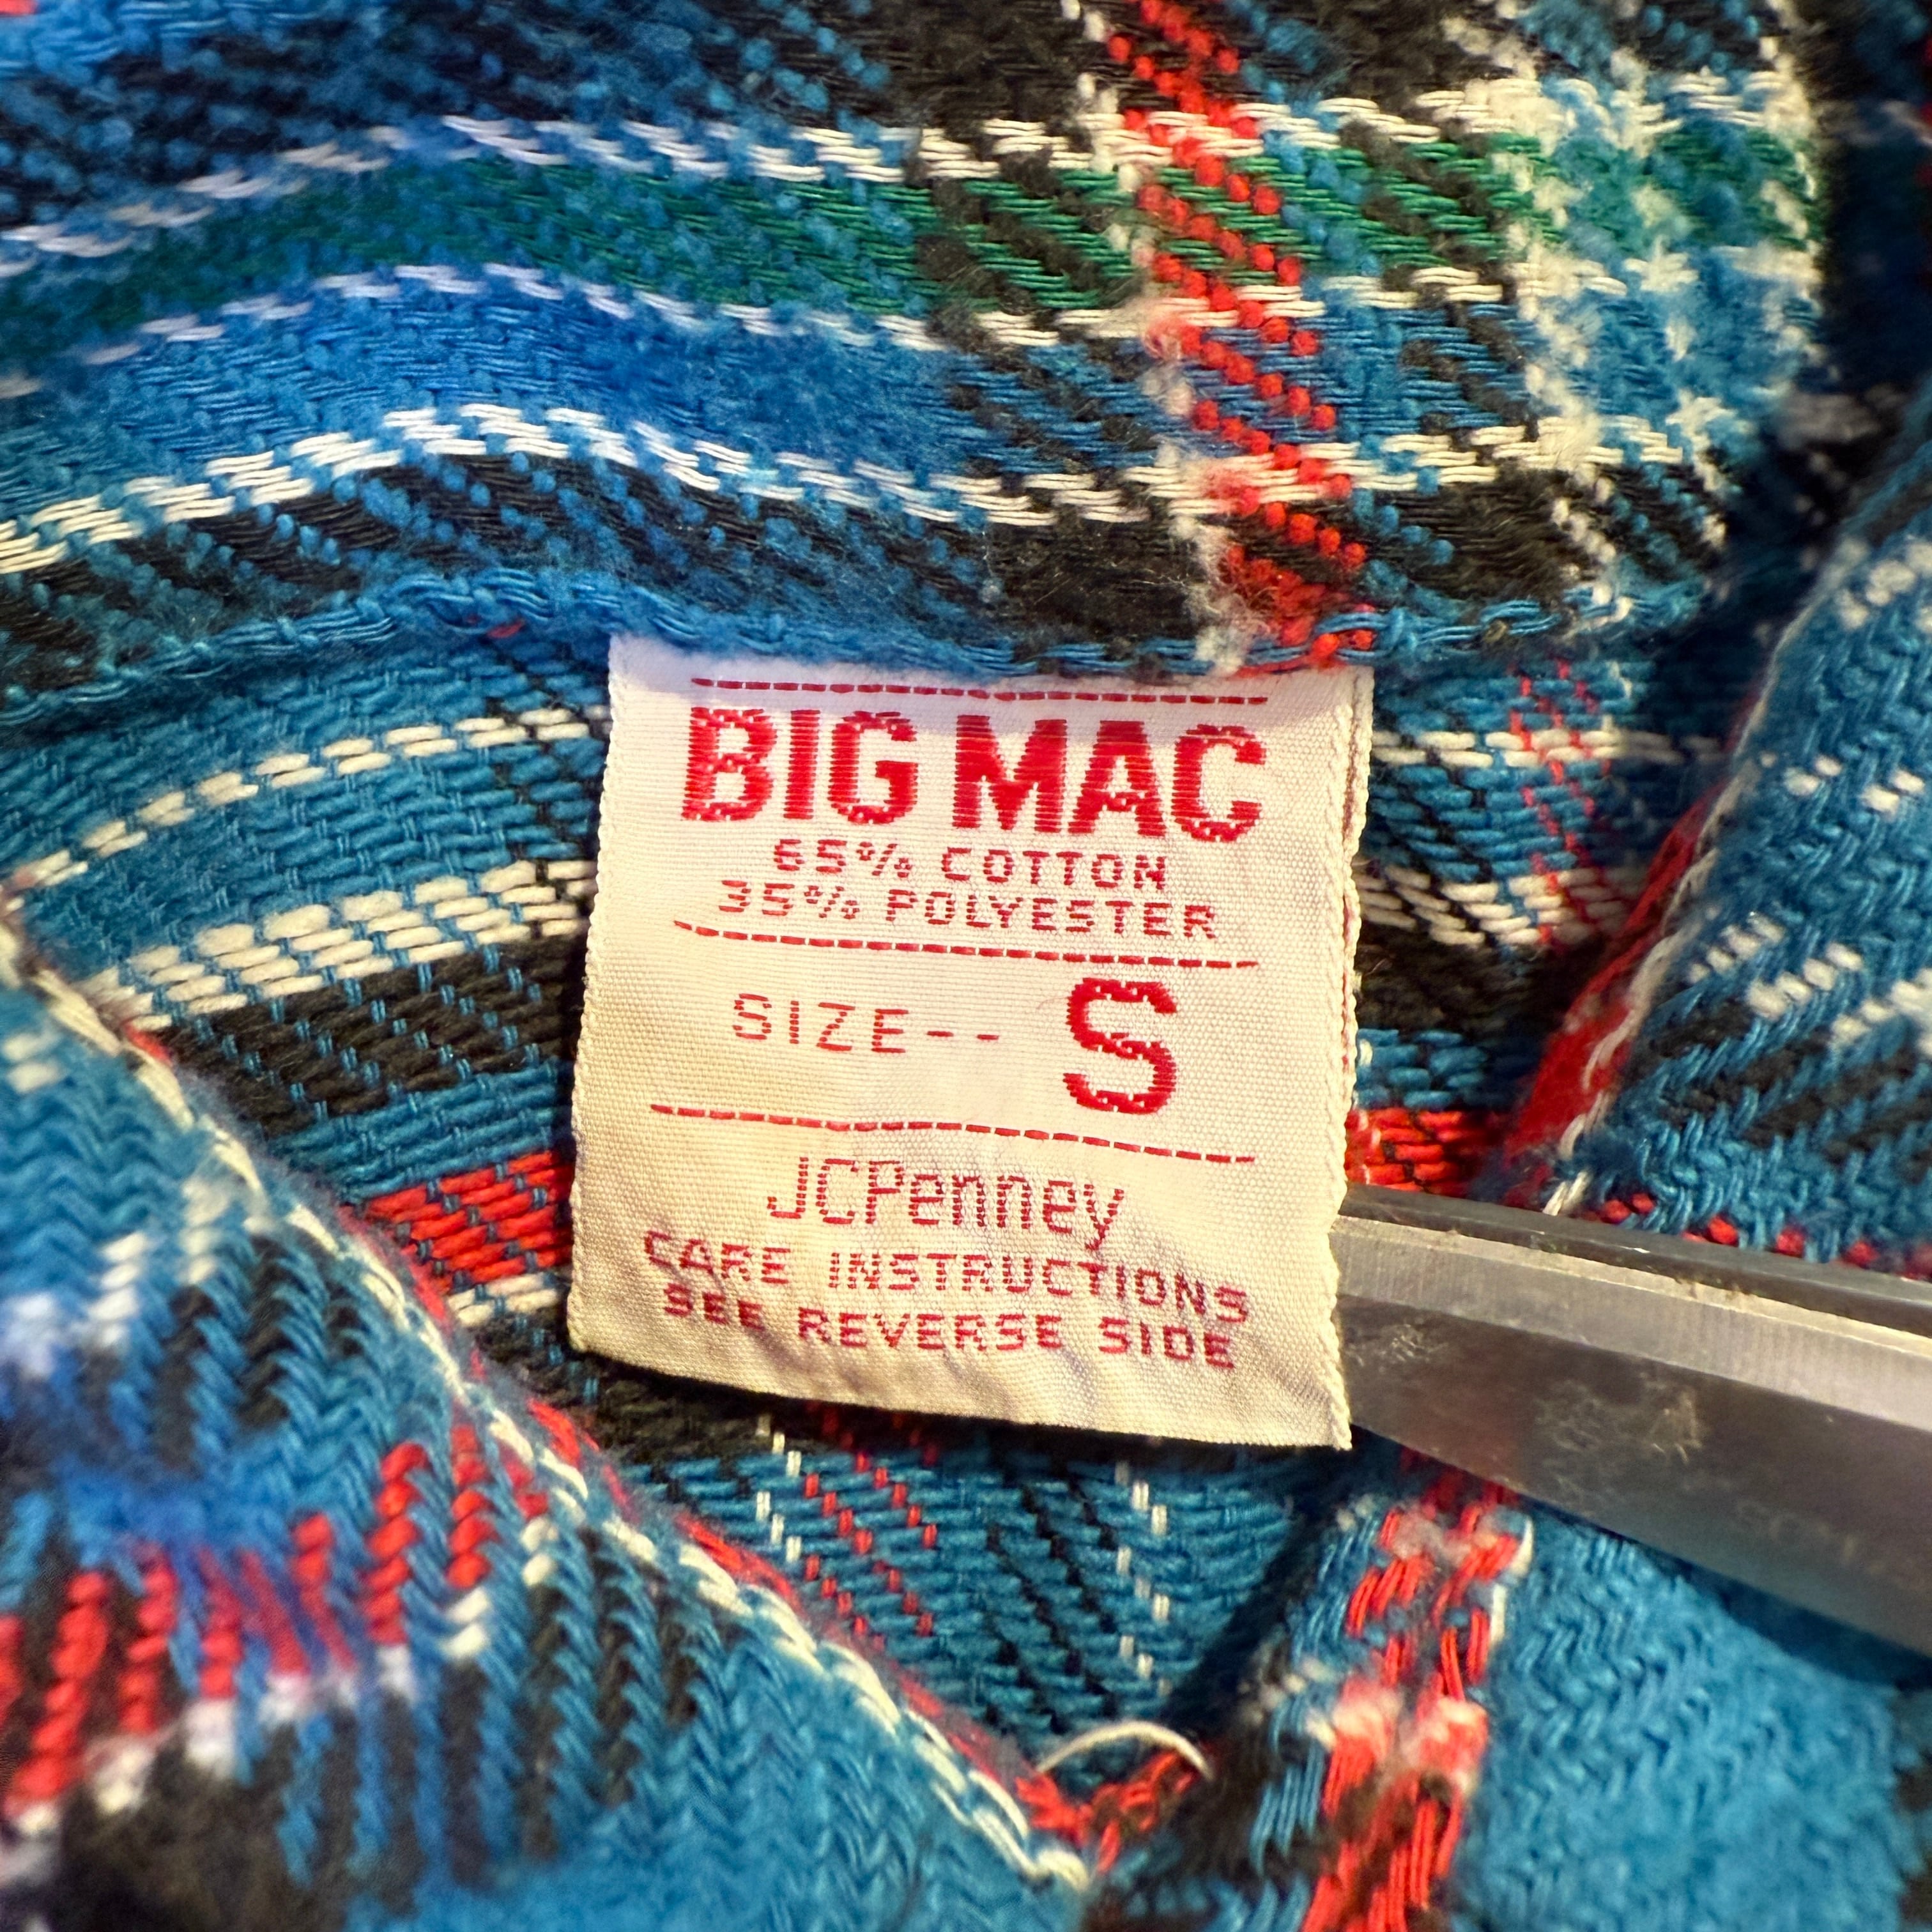 BIG MAC
65% COTTON
35% POLYESTER
SIZE-- S
JCPenney
CARE INSTRUCTIONS
SEE REVERSE SIDE